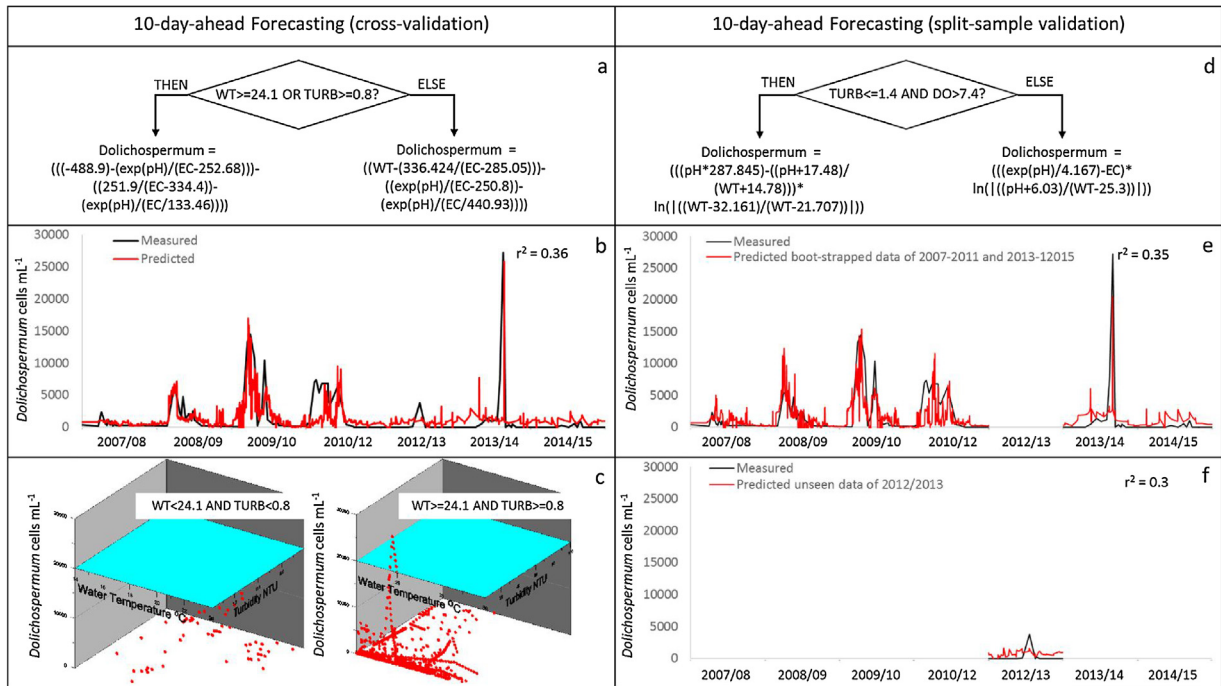 10-day-ahead Forecasting (cross-validation)
10-day-ahead Forecasting (split-sample validation)
a
THEN
WT>=24.1 OR TURB>=0.8?
ELSE
Dolichospermum =
(((-488.9)-(exp(pH)/(EC-252.68)))-
((251.9/(EC-334.4))-
(exp(pH)/(EC/133.46))))
Dolichospermum =
((WT-(336.424/(EC-285.05)))-
((exp(pH)/(EC-250.8))-
(exp(pH)/(EC/440.93))))
d
THEN
TURB<=1.4 AND DO>7.4?
ELSE
Dolichospermum =
(((pH*287.845)-((pH+17.48)/
(WT+14.78)))*
ln(|((WT-32.161)/(WT-21.707))|))
Dolichospermum =
(((exp(pH)/4.167)-EC)*
ln(|((pH+6.03)/(WT-25.3))|))
b
Measured
Predicted
r² = 0.36
Dolichospermum cells mL⁻¹
30000
25000
20000
15000
10000
5000
0
2007/08 2008/09 2009/10 2010/12 2012/13 2013/14 2014/15
e
Measured
Predicted boot-strapped data of 2007-2011 and 2013-12015
r² = 0.35
Dolichospermum cells mL⁻¹
30000
25000
20000
15000
10000
5000
0
2007/08 2008/09 2009/10 2010/12 2012/13 2013/14 2014/15
c
WT<24.1 AND TURB<0.8
WT>=24.1 AND TURB>=0.8
Dolichospermum cells mL⁻¹
Water Temperature ⁰C
Turbidity NTU
Water Temperature ⁰C
Turbidity NTU
f
Measured
Predicted unseen data of 2012/2013
r² = 0.3
Dolichospermum cells mL⁻¹
30000
25000
20000
15000
10000
5000
0
2007/08 2008/09 2009/10 2010/12 2012/13 2013/14 2014/15